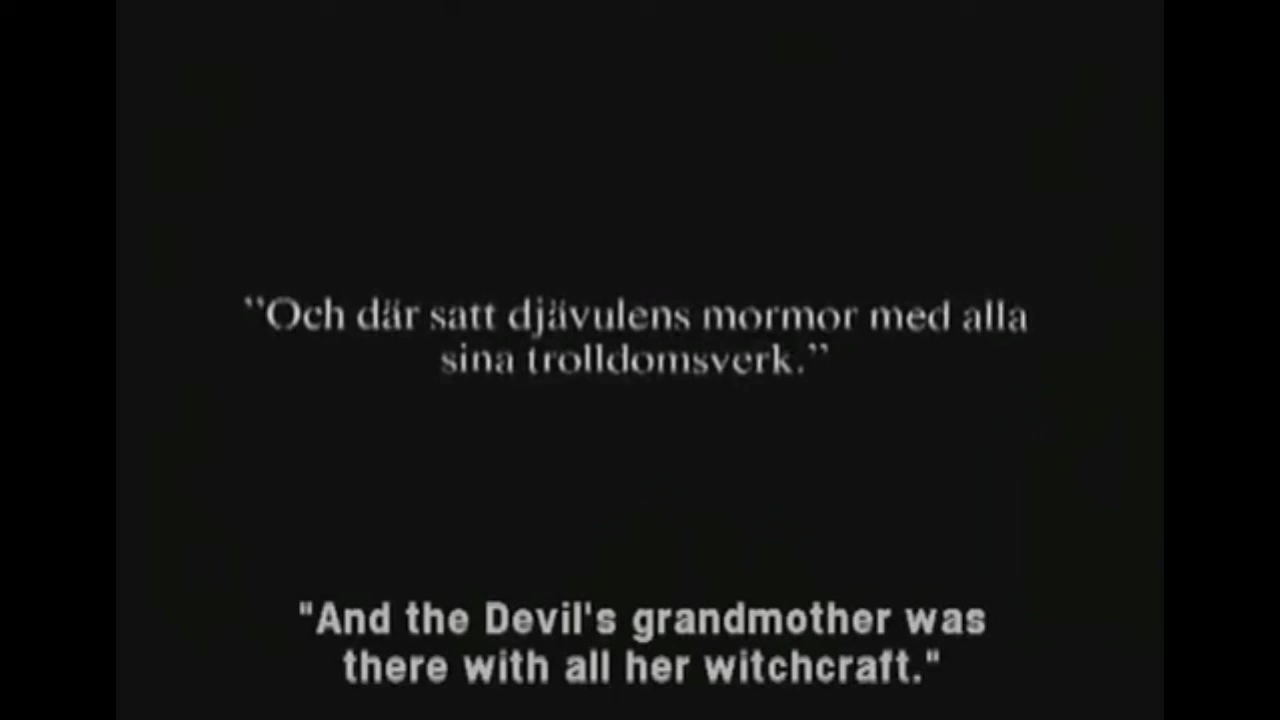 ”Och där satt djävulens mormor med alla
sina trolldomsverk.”
"And the Devil's grandmother was
there with all her witchcraft."